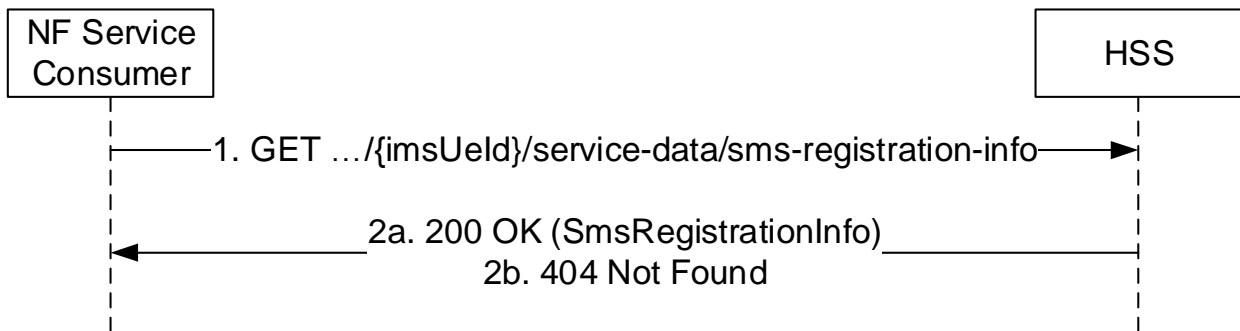 NF Service
Consumer
HSS
1. GET …/{imsUeId}/service-data/sms-registration-info
2a. 200 OK (SmsRegistrationInfo)
2b. 404 Not Found